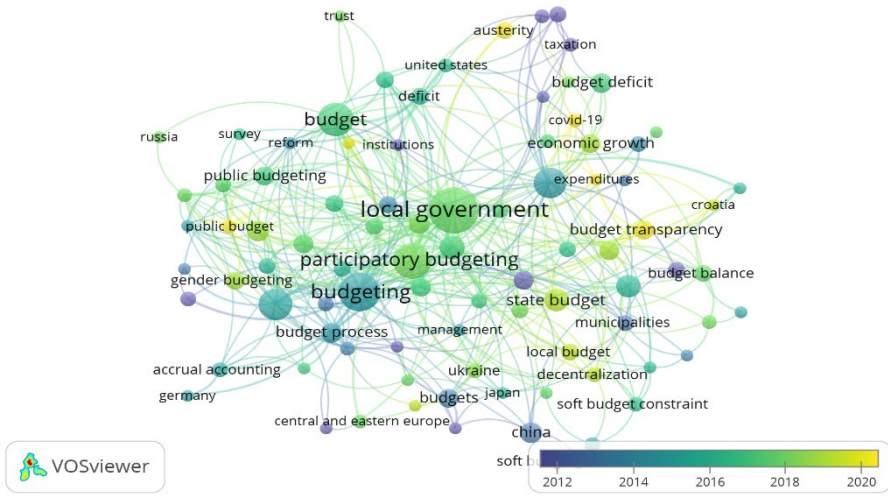 trust
austerity
taxation
united states
budget deficit
deficit
budget
covid-19
russia
survey
reform
institutions
economic growth
public budgeting
expenditures
local government
croatia
public budget
budget transparency
participatory budgeting
gender budgeting
budget balance
budgeting
state budget
budget process
management
municipalities
local budget
accrual accounting
ukraine
decentralization
germany
budgets
japan
soft budget constraint
central and eastern europe
china
soft b
VOSviewer
2012
2014
2016
2018
2020